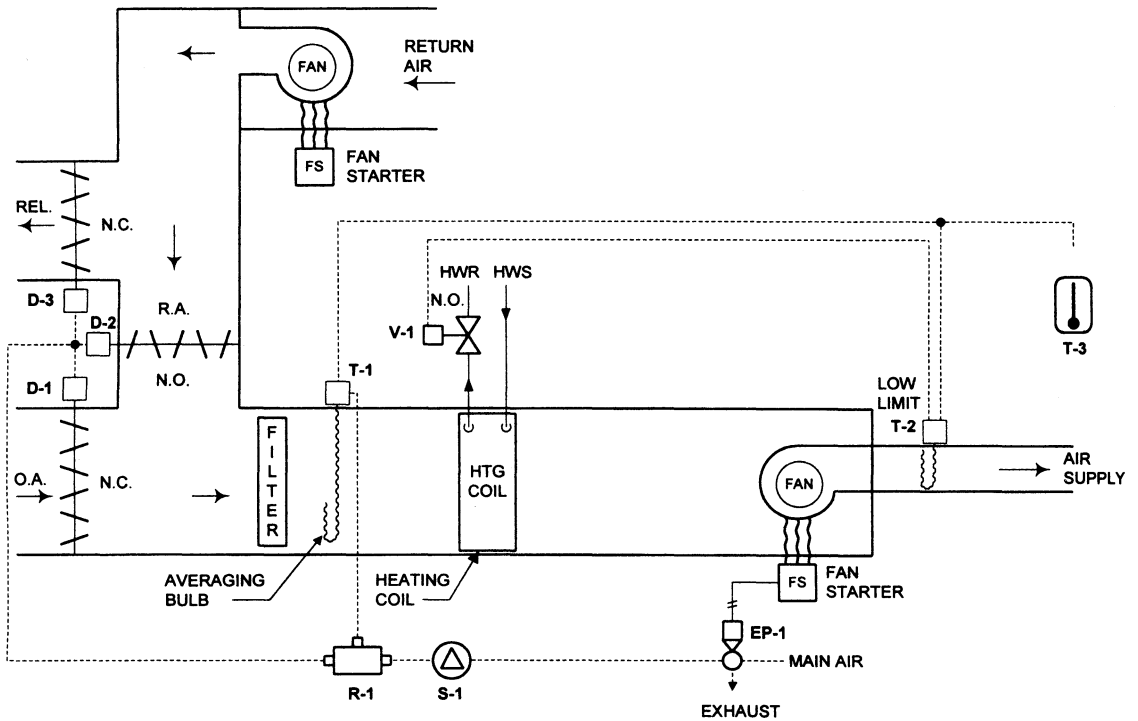 RETURN
AIR
FAN
FS
FAN
STARTER
REL.
N.C.
D-3
D-2
R.A.
N.O.
D-1
HWR
HWS
N.O.
V-1
T-3
T-1
LOW
LIMIT
T-2
O.A.
N.C.
FILTER
HTG
COIL
FAN
AIR
SUPPLY
AVERAGING
BULB
HEATING
COIL
FS
FAN
STARTER
EP-1
MAIN AIR
R-1
S-1
EXHAUST